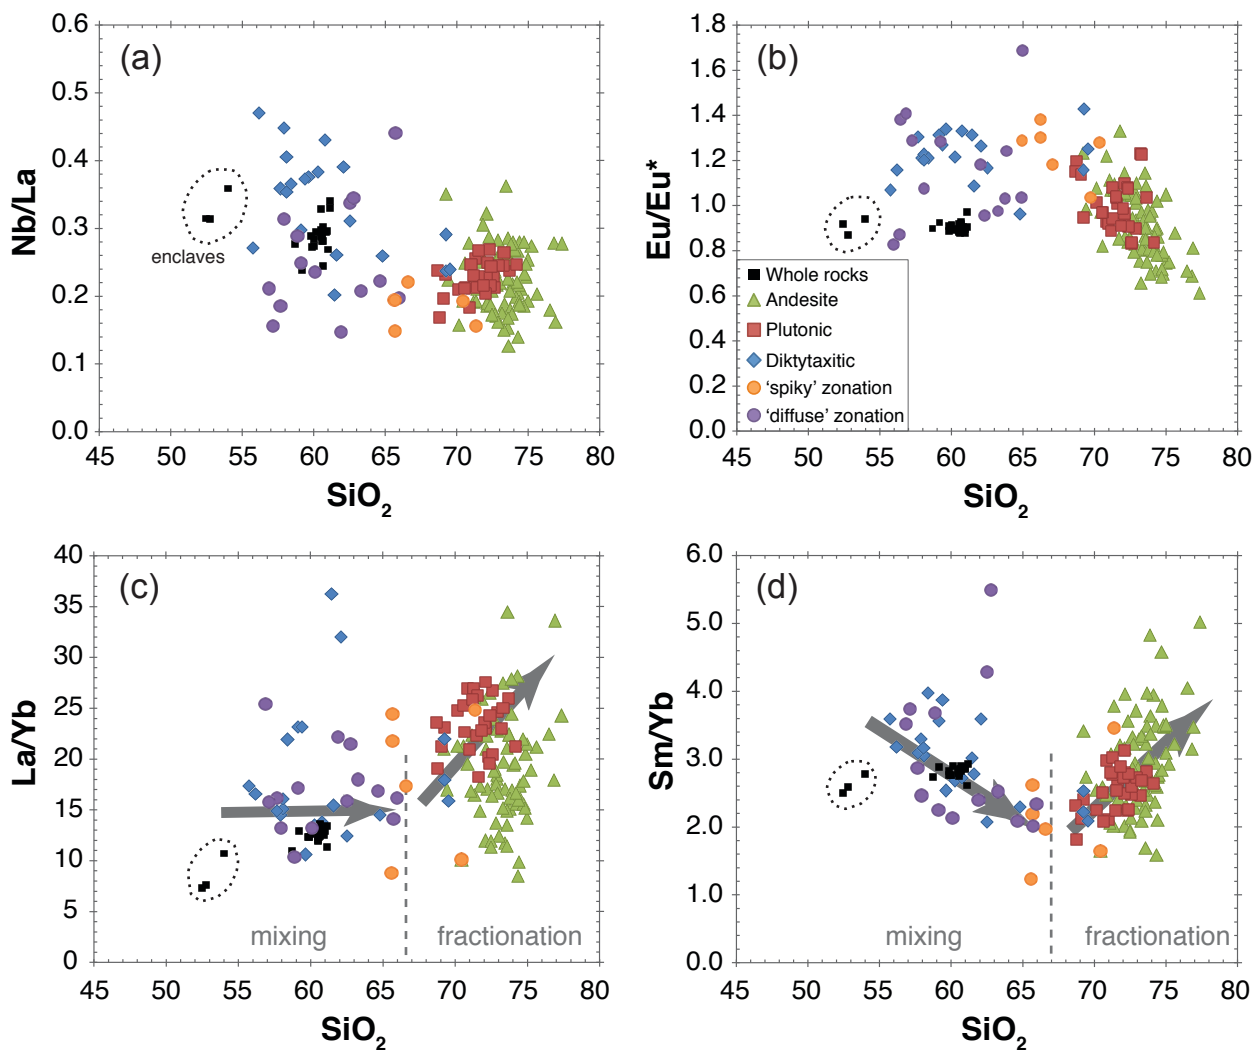 (a)
0.6
0.5
0.4
0.3
0.2
0.1
0.0
Nb/La
enclaves
45 50 55 60 65 70 75 80
SiO2
(b)
1.8
1.6
1.4
1.2
1.0
0.8
0.6
0.4
0.2
0.0
Eu/Eu*
Whole rocks
Andesite
Plutonic
Diktytaxitic
'spiky' zonation
'diffuse' zonation
45 50 55 60 65 70 75 80
SiO2
(c)
40
35
30
25
20
15
10
5
0
La/Yb
mixing fractionation
45 50 55 60 65 70 75 80
SiO2
(d)
6.0
5.0
4.0
3.0
2.0
1.0
0.0
Sm/Yb
mixing fractionation
45 50 55 60 65 70 75 80
SiO2